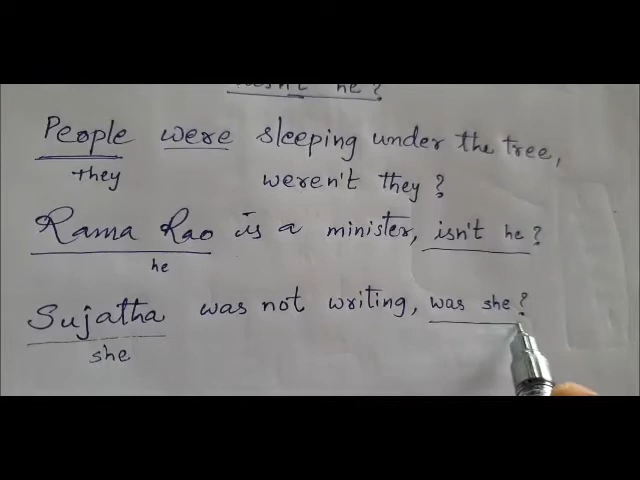 he?
People were sleeping under the tree,
they weren't they?
Rama Rao is a minister, isn't he?
he
Sujatha was not writing, was she?
she